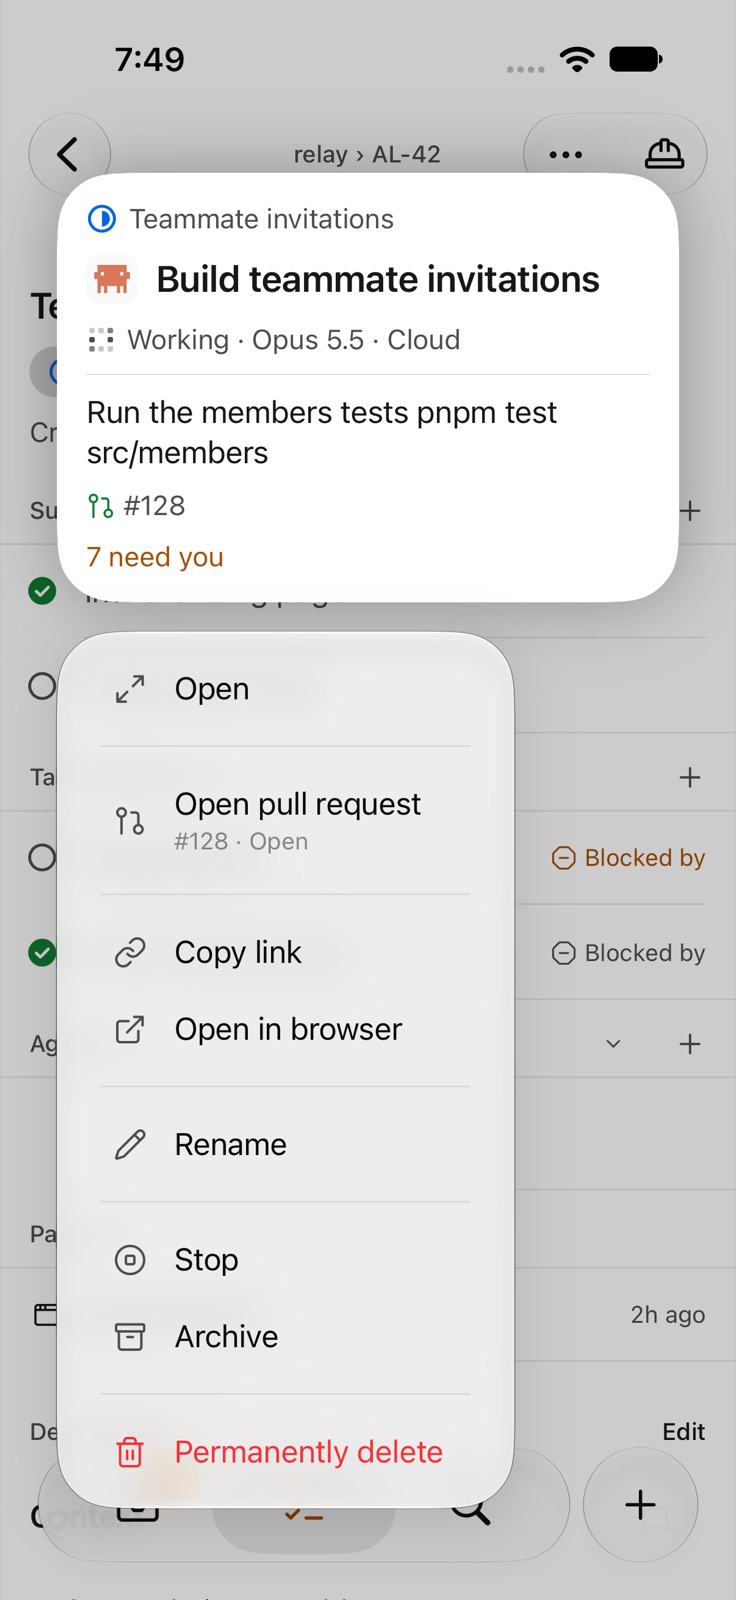 7:49
relay › AL-42
Teammate invitations
Build teammate invitations
Working · Opus 5.5 · Cloud
Run the members tests pnpm test
src/members
#128
7 need you
Open
Open pull request
#128 · Open
Blocked by
Copy link
Blocked by
Open in browser
Rename
Stop
2h ago
Archive
Edit
Permanently delete